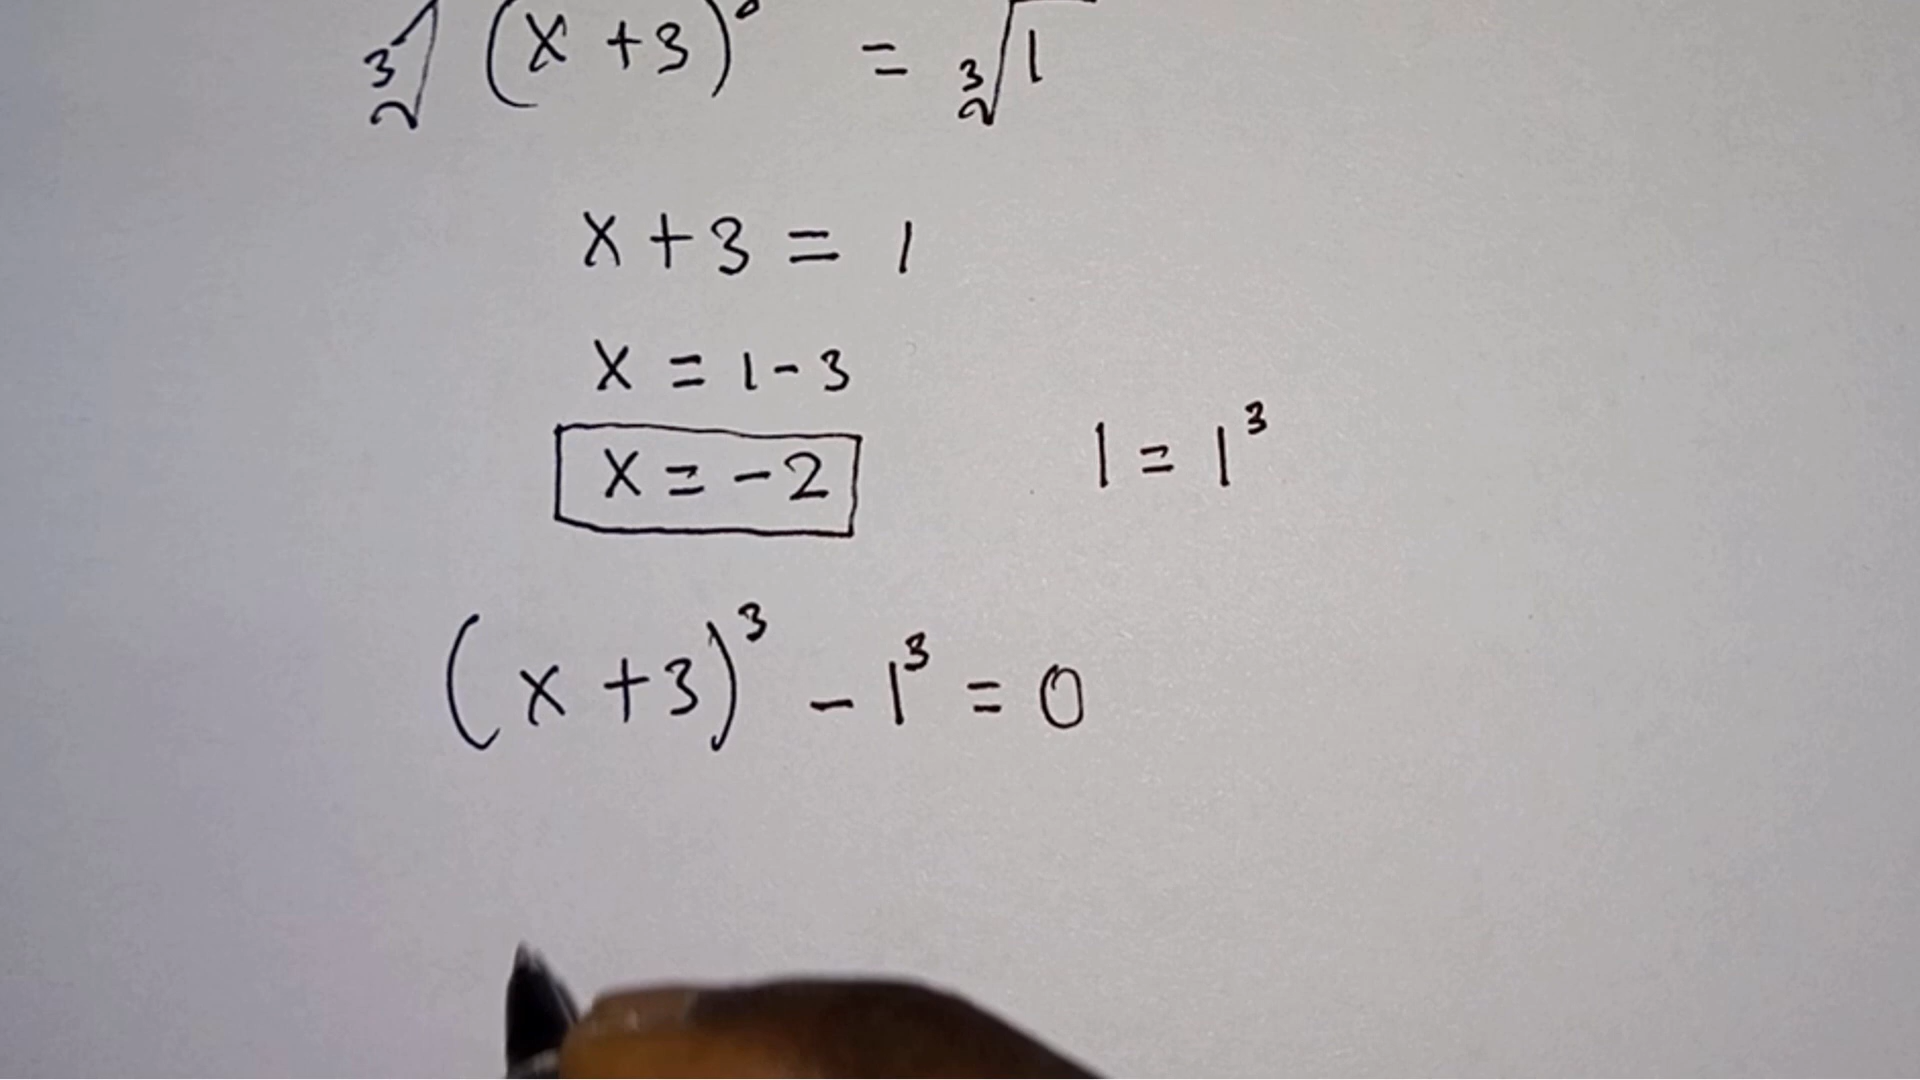 ∛(x+3)³ = ∛1
x+3 = 1
x = 1-3
x = -2
1 = 1³
(x+3)³ - 1³ = 0